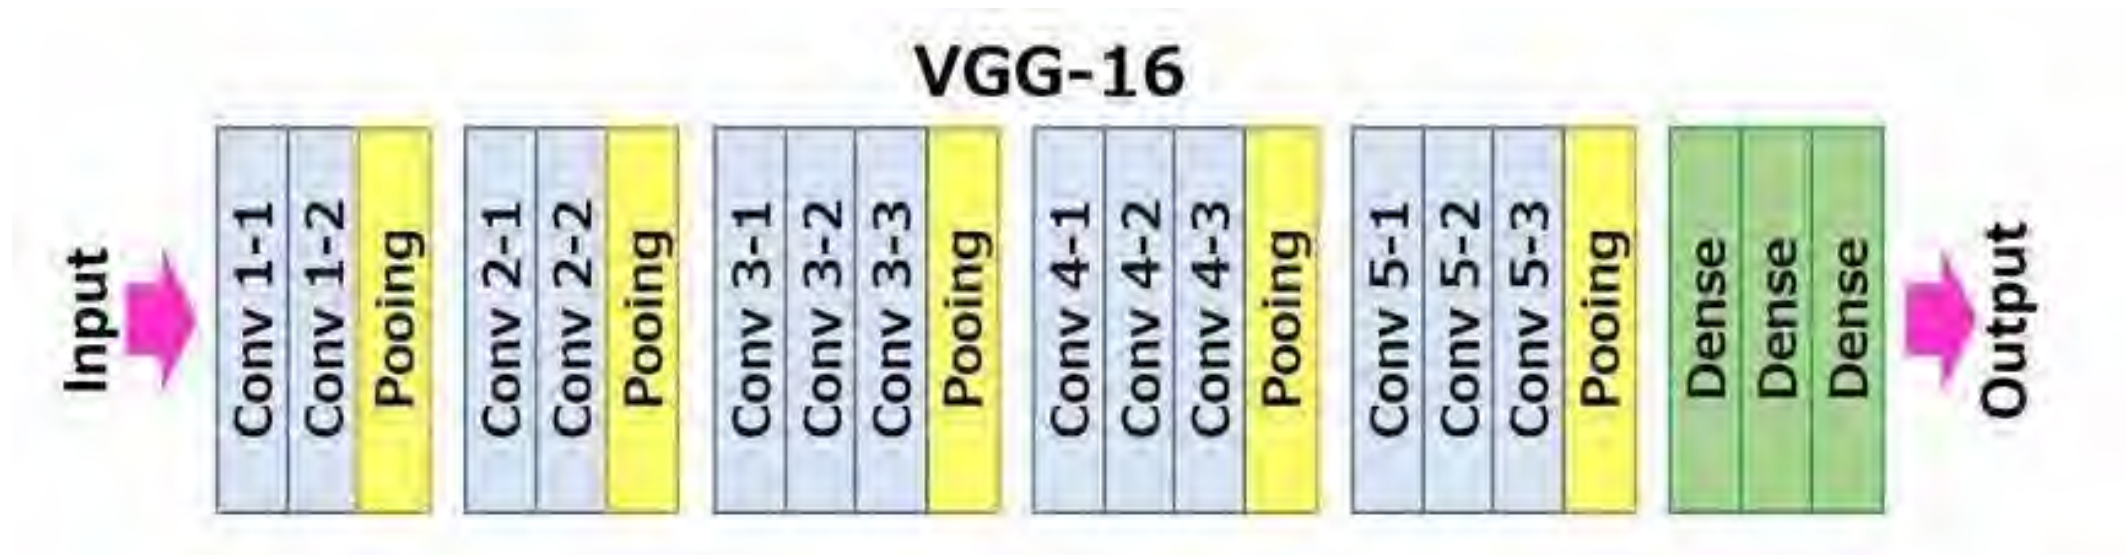 VGG-16
Input
Conv 1-1
Conv 1-2
Pooing
Conv 2-1
Conv 2-2
Pooing
Conv 3-1
Conv 3-2
Conv 3-3
Pooing
Conv 4-1
Conv 4-2
Conv 4-3
Pooing
Conv 5-1
Conv 5-2
Conv 5-3
Pooing
Dense
Dense
Dense
Output